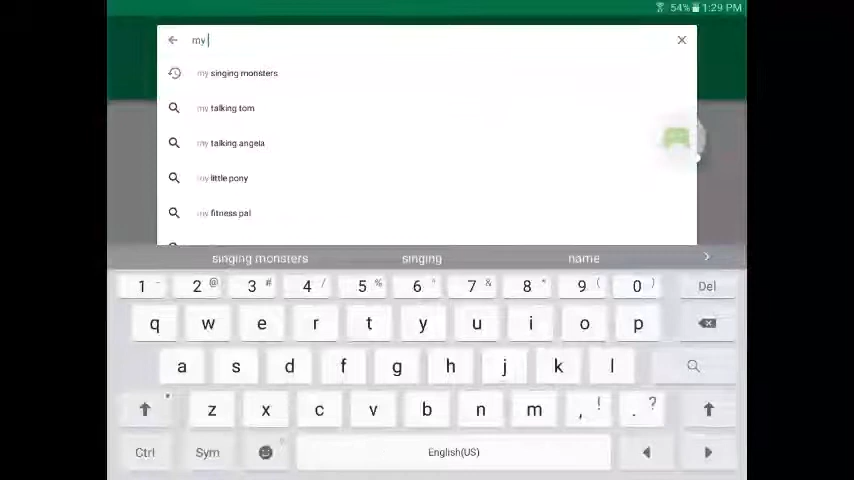 54% 1:29 PM
my
my singing monsters
my talking tom
my talking angela
my little pony
my fitness pal
singing monsters singing name
1 - 2 @ 3 # 4 / 5 % 6 ^ 7 & 8 * 9 ( 0 ) Del
q w e r t y u i o p
a s d f g h j k l
z x c v b n m , ! . ?
Ctrl Sym English(US)